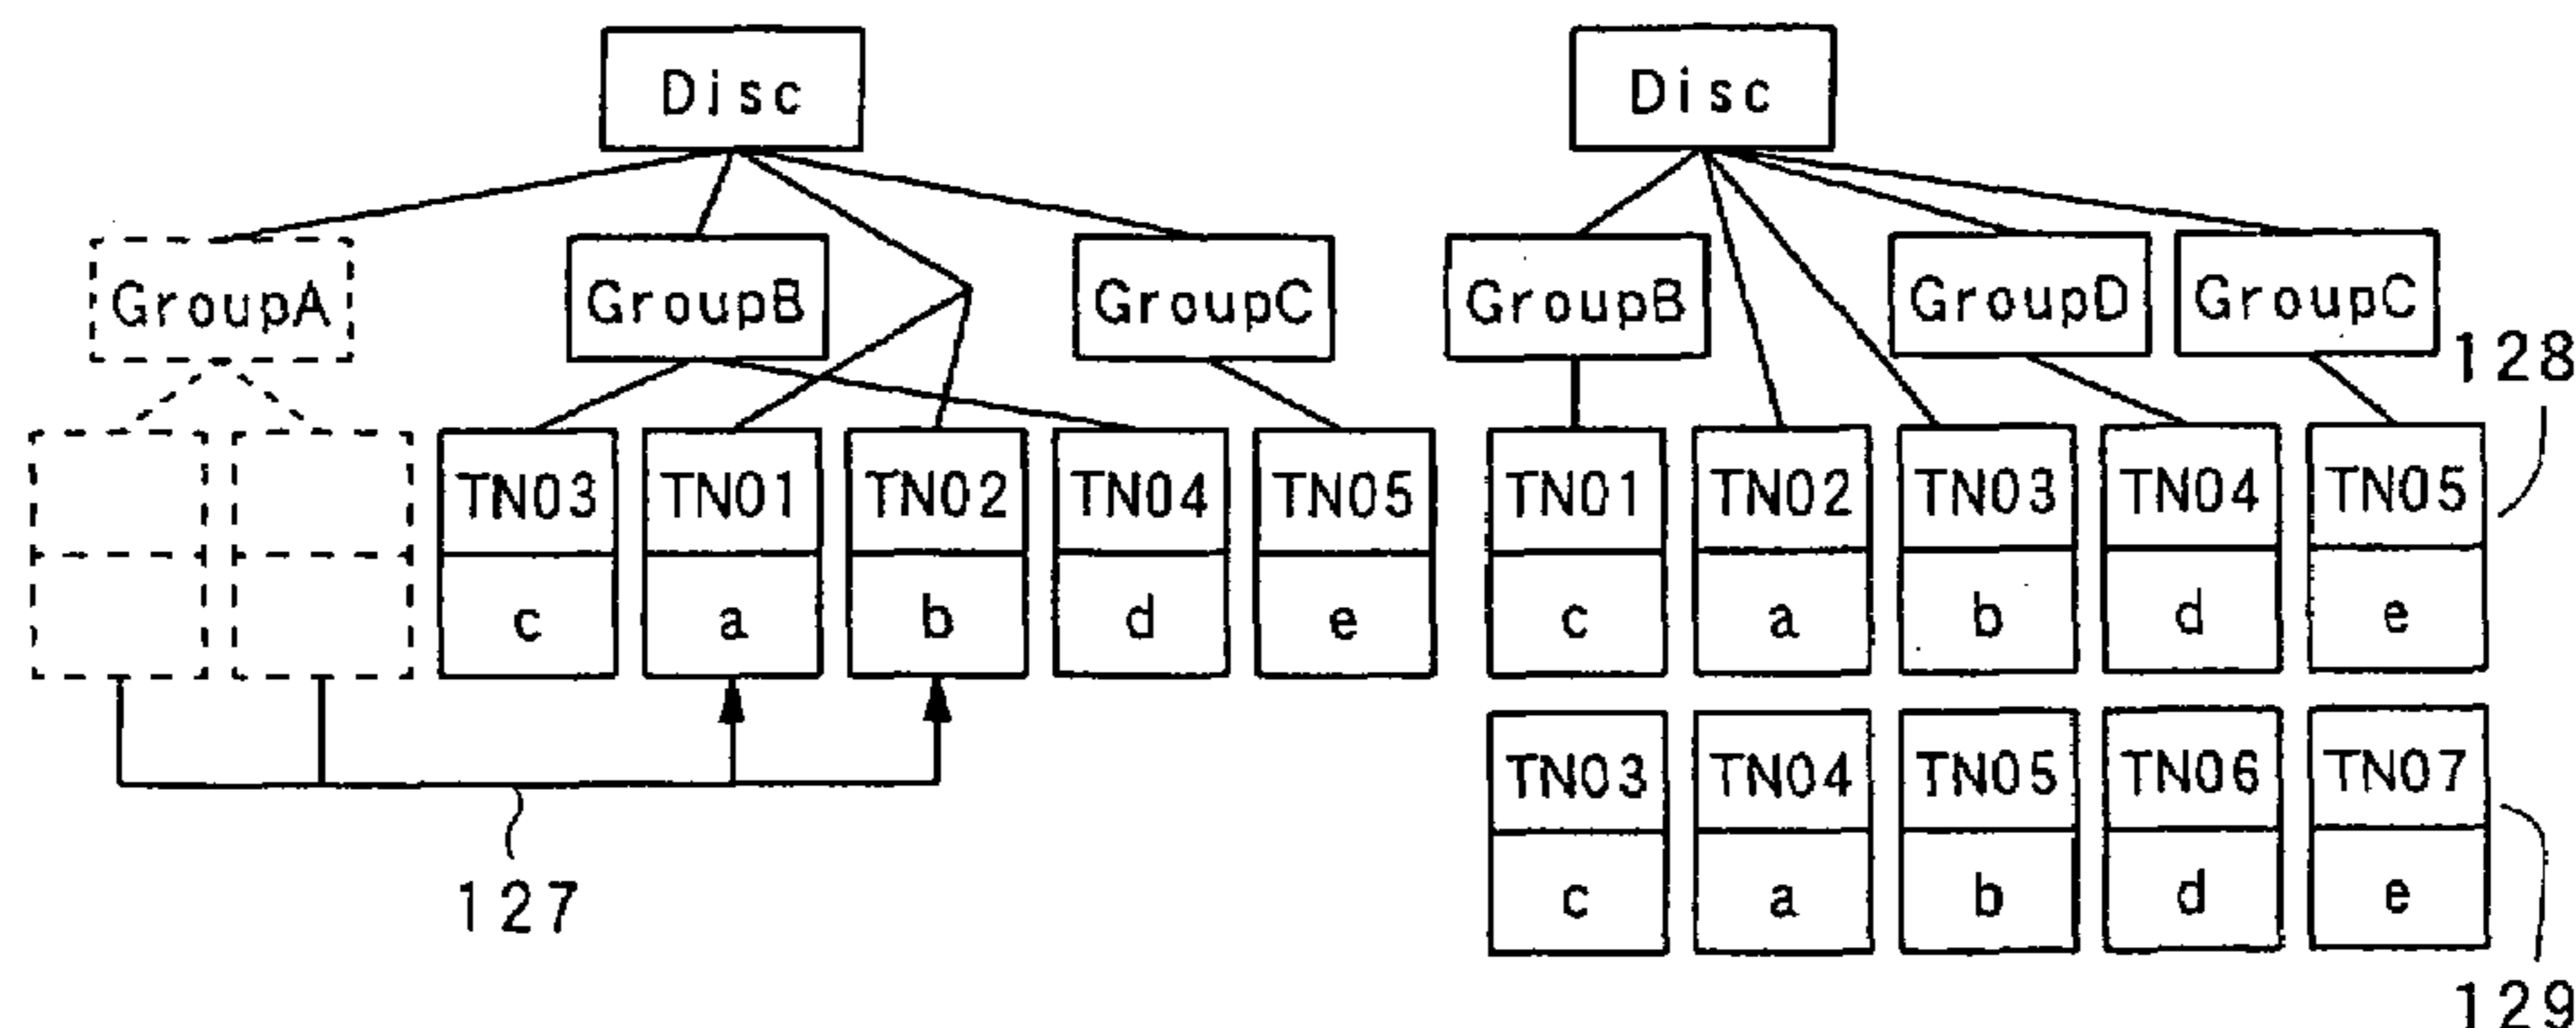 Disc Disc
GroupA GroupB GroupC GroupB GroupD GroupC
128
TN03 TN01 TN02 TN04 TN05 TN01 TN02 TN03 TN04 TN05
c a b d e c a b d e
TN03 TN04 TN05 TN06 TN07
127
c a b d e
129